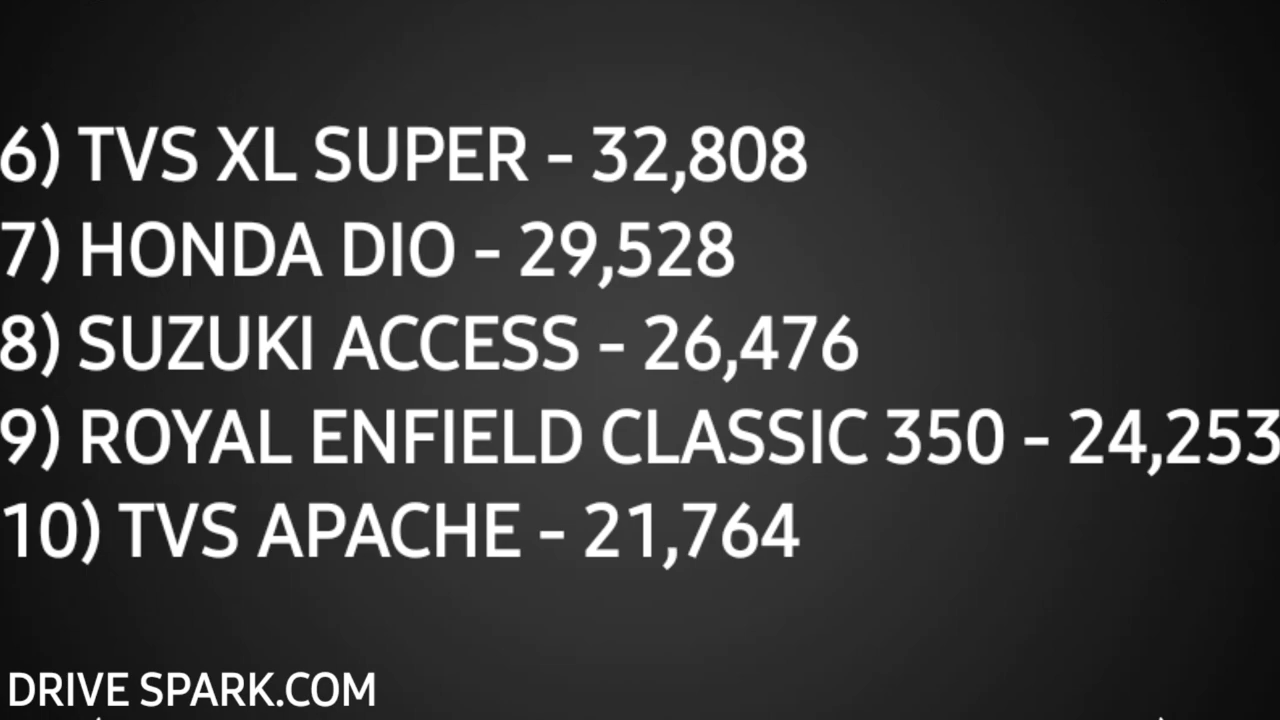 6) TVS XL SUPER - 32,808
7) HONDA DIO - 29,528
8) SUZUKI ACCESS - 26,476
9) ROYAL ENFIELD CLASSIC 350 - 24,253
10) TVS APACHE - 21,764
DRIVE SPARK.COM